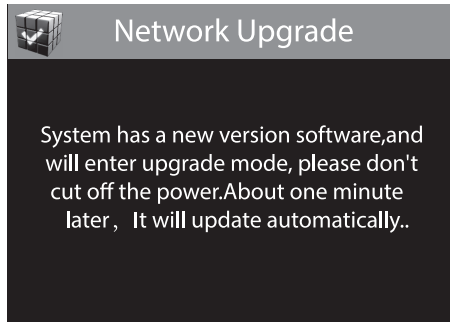 Network Upgrade
System has a new version software,and
will enter upgrade mode, please don't
cut off the power.About one minute
later， It will update automatically..